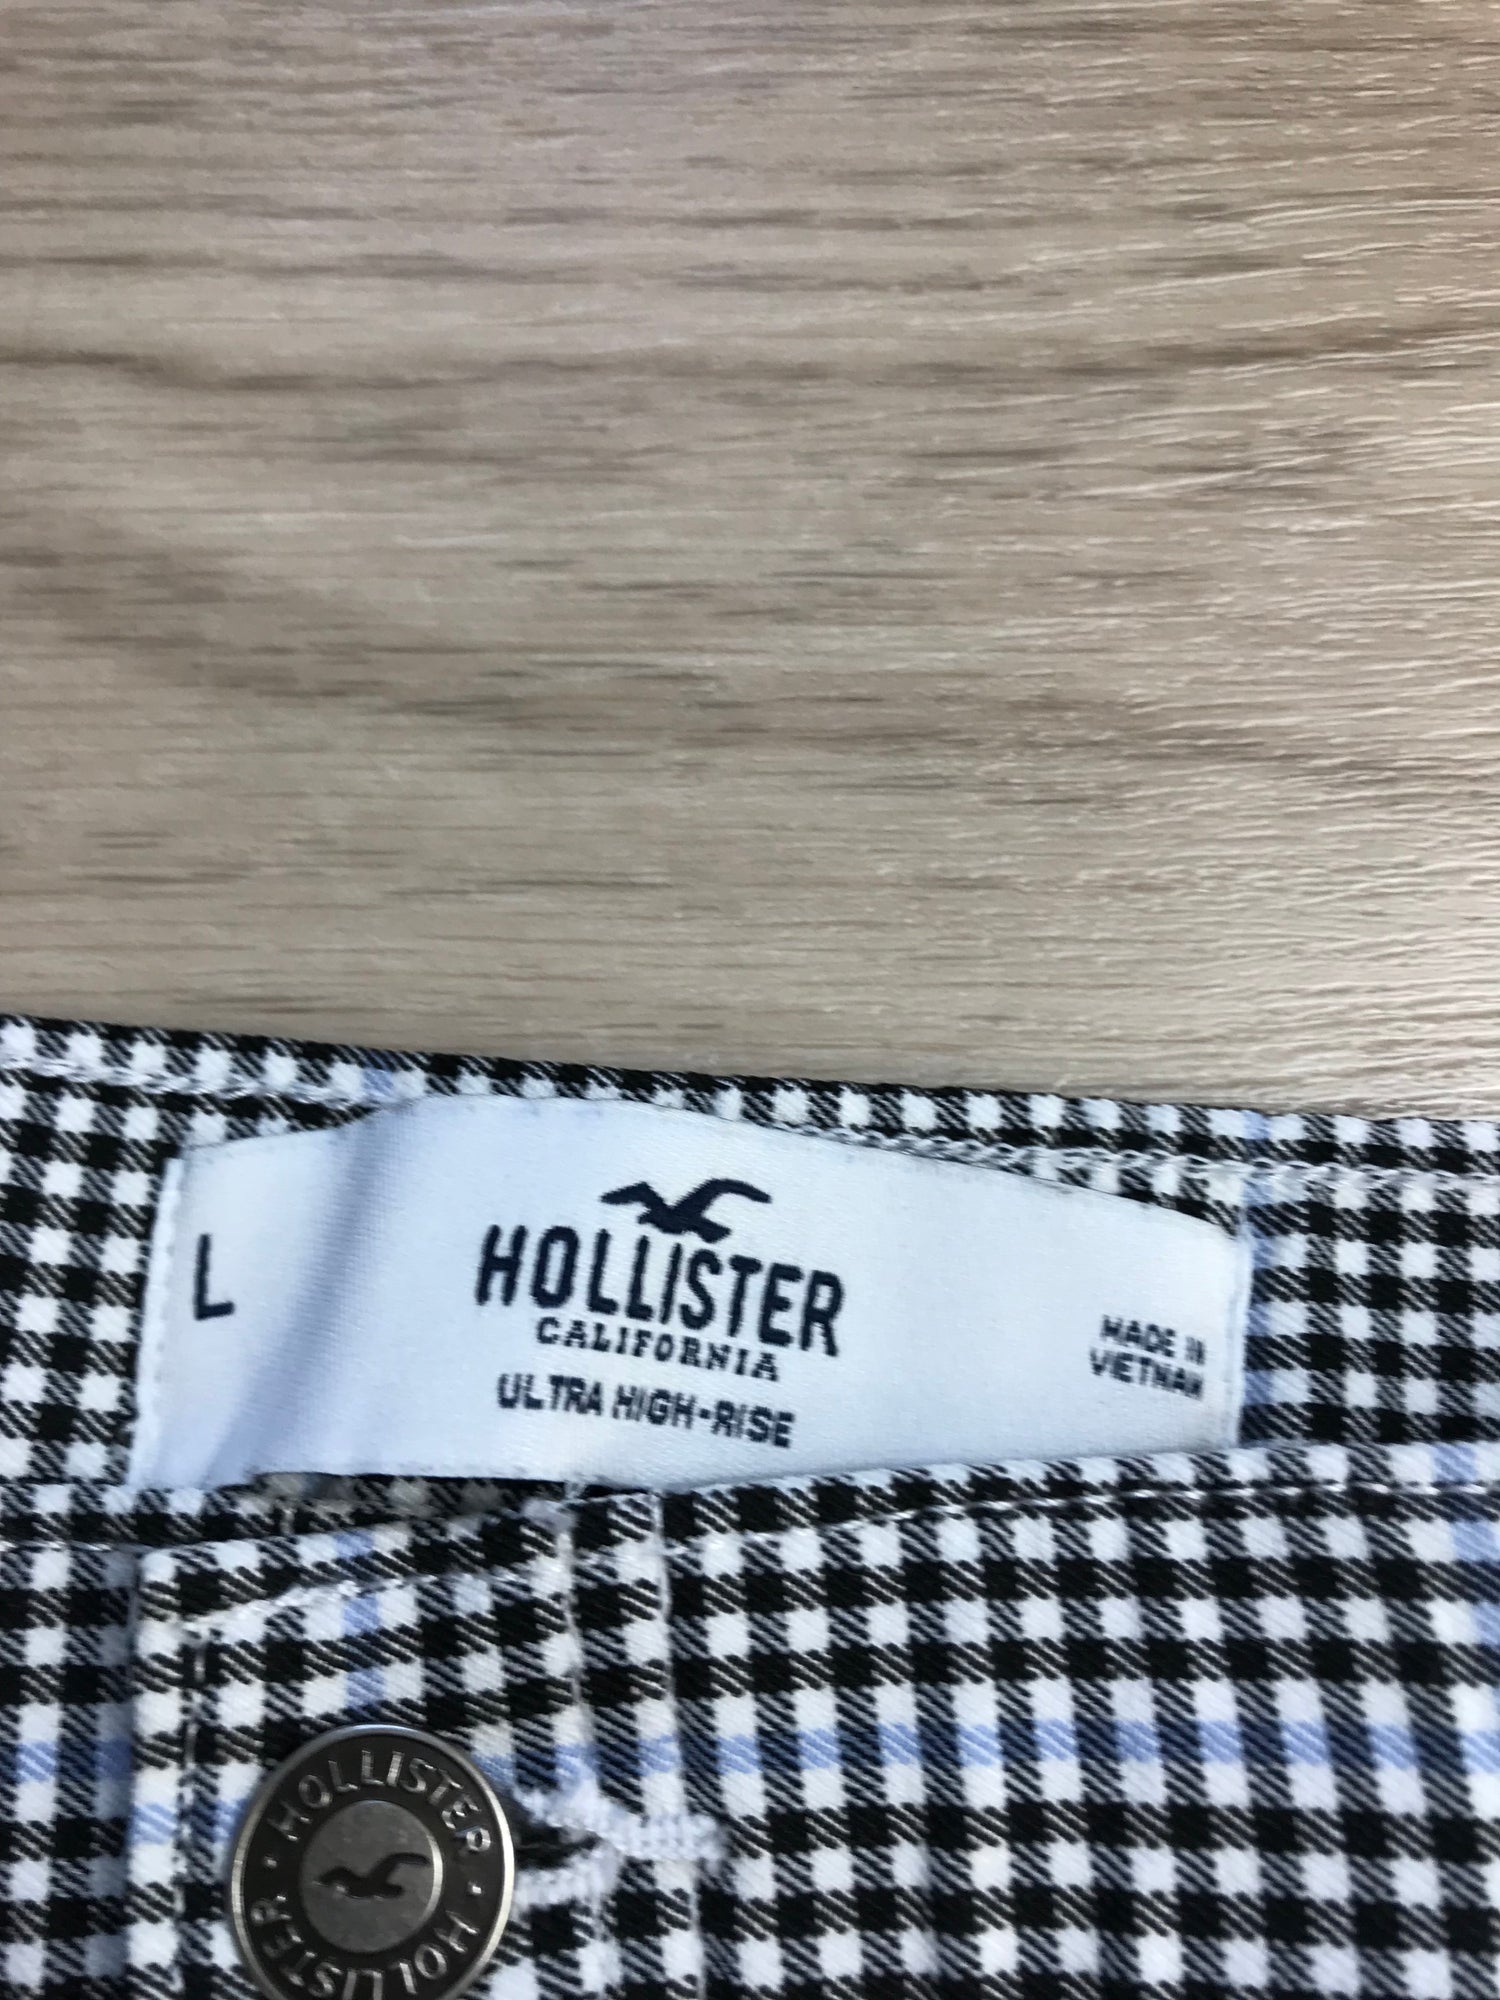 L
HOLLISTER
CALIFORNIA
ULTRA HIGH-RISE
MADE IN
VIETNAM
HOLLISTER · HOLLISTER ·